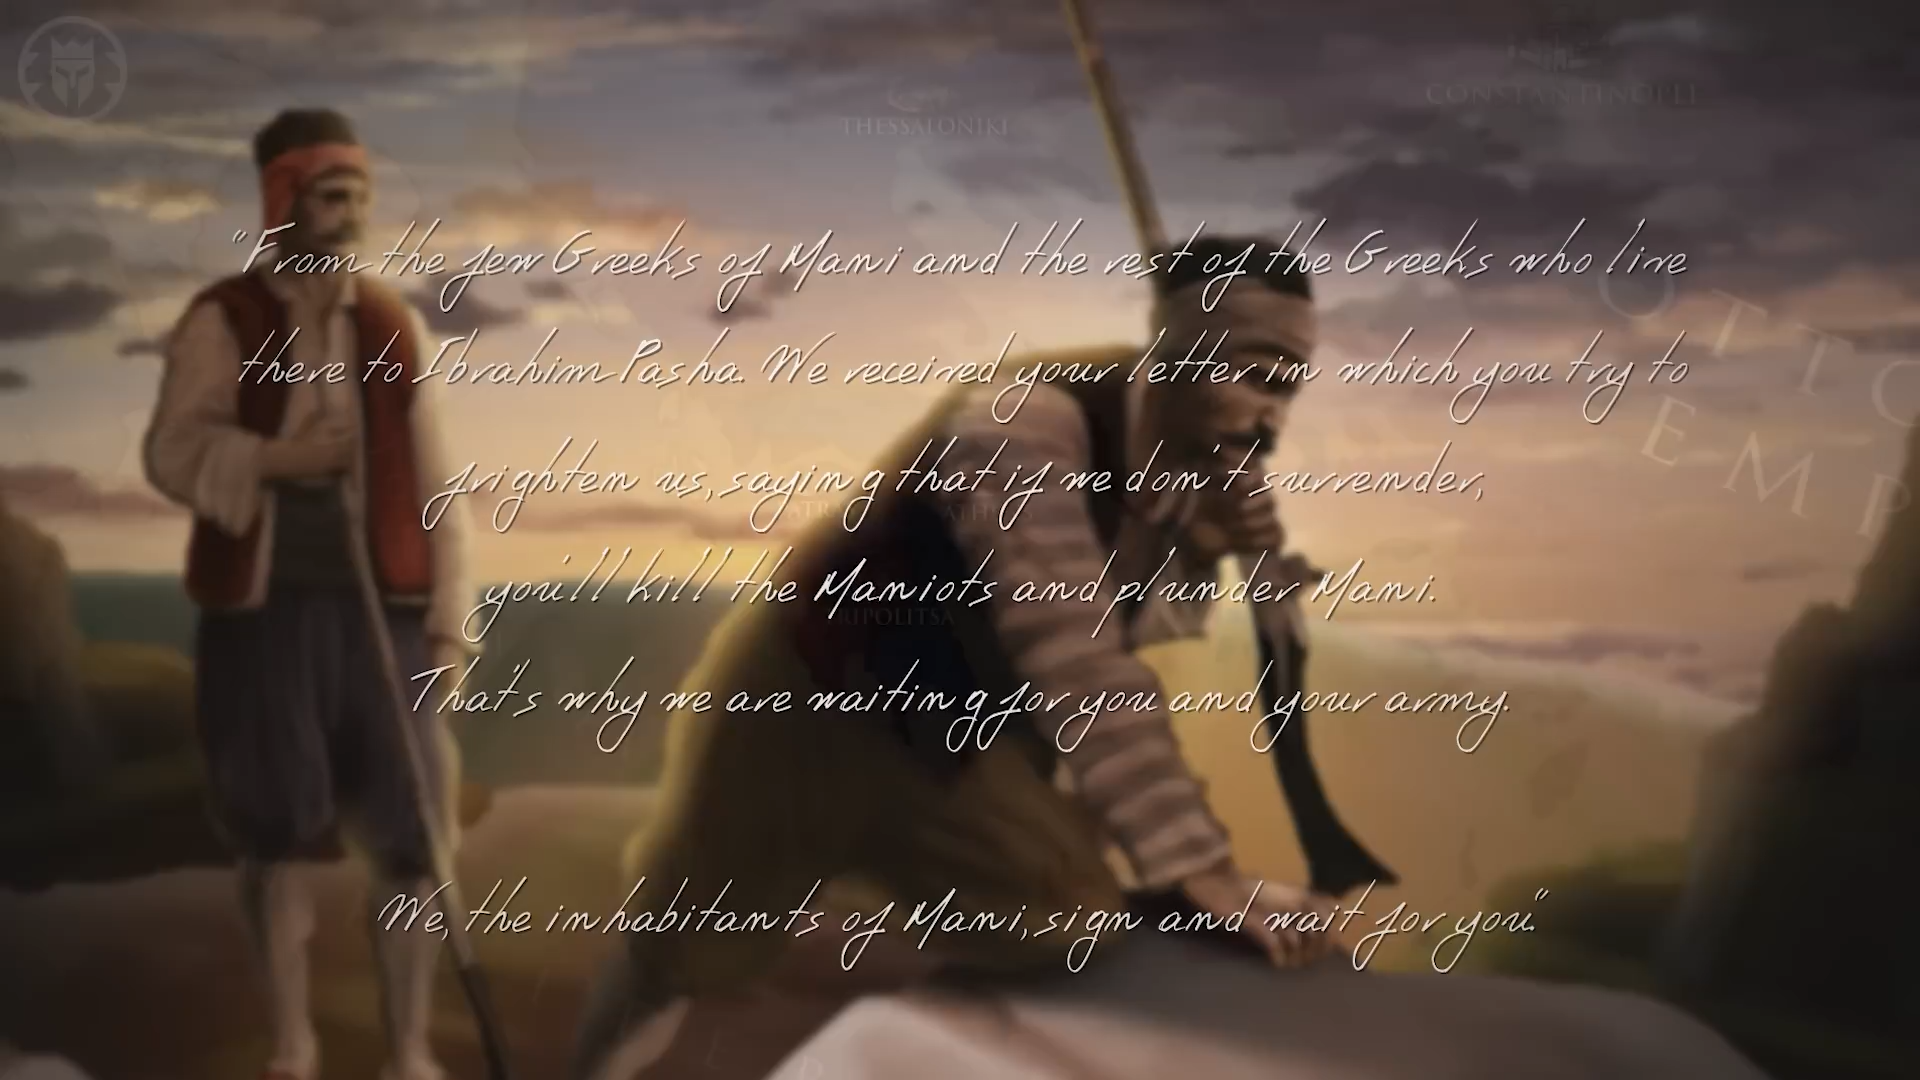 CONSTANTINOPLE
THESSALONIKI
"From the few Greeks of Mani and the rest of the Greeks who live
there to Ibrahim Pasha. We received your letter in which you try to
frighten us, saying that if we don't surrender,
you'll kill the Maniots and plunder Mani.
That's why we are waiting for you and your army.
We, the inhabitants of Mani, sign and wait for you."
ATHENS
EMP